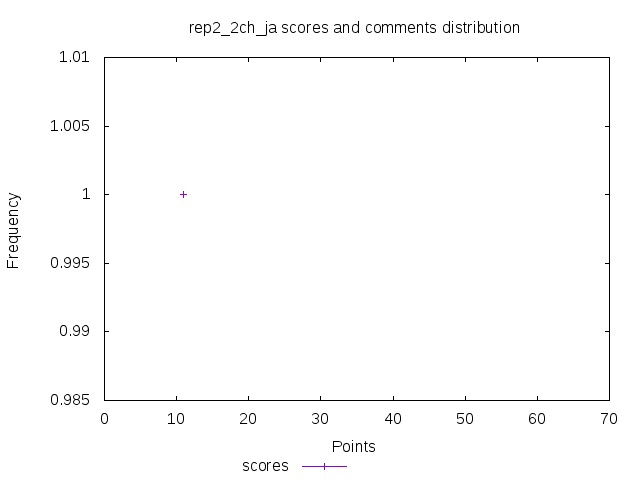 rep2_2ch_ja scores and comments distribution
1.01
1.005
1
0.995
0.99
0.985
Frequency
0 10 20 30 40 50 60 70
Points
scores